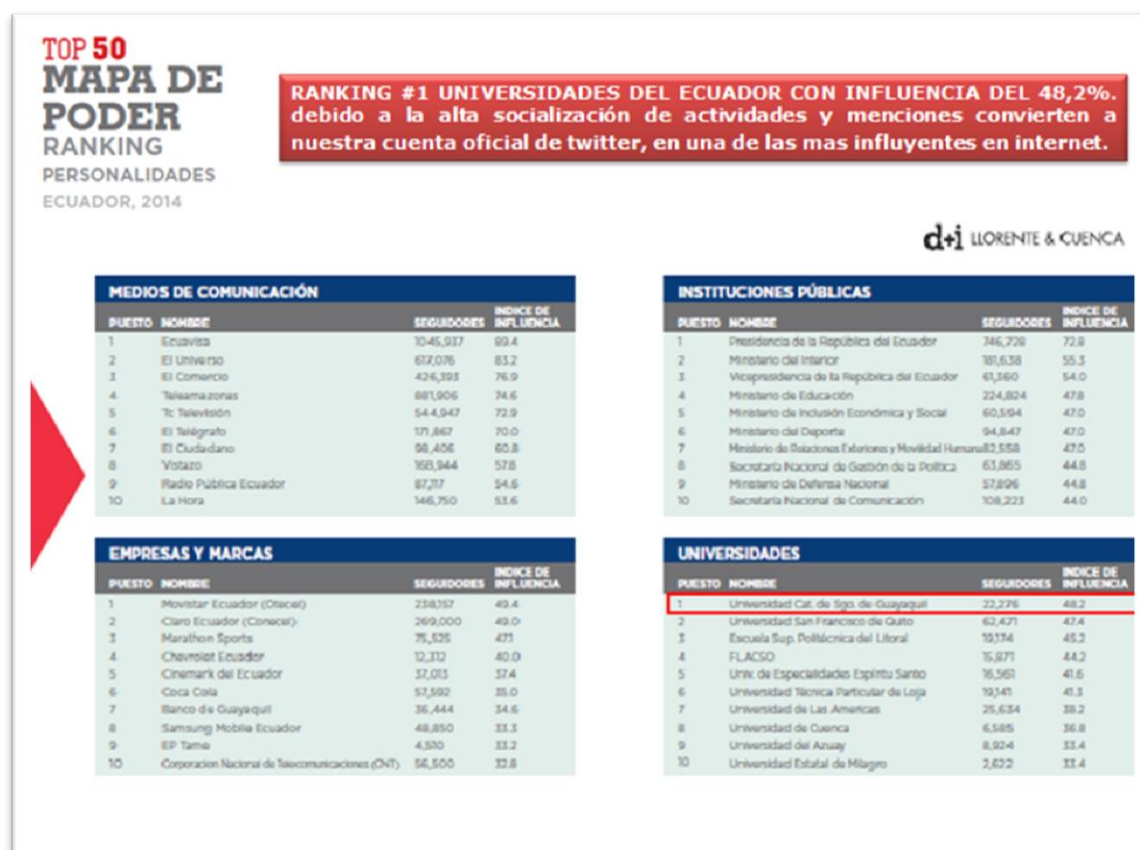 TOP 50
MAPA DE
PODER
RANKING
PERSONALIDADES
ECUADOR, 2014
RANKING #1 UNIVERSIDADES DEL ECUADOR CON INFLUENCIA DEL 48,2%.
debido a la alta socialización de actividades y menciones convierten a
nuestra cuenta oficial de twitter, en una de las mas influyentes en internet.
d+i LLORENTE & CUENCA
MEDIOS DE COMUNICACIÓN
PUESTO NOMBRE SEGUIDORES INDICE DE INFLUENCIA
1 Ecuavisa 1045,937 89.4
2 El Universo 617,076 83.2
3 El Comercio 426,393 76.9
4 Teleamazonas 881,906 74.6
5 Tc Televisión 544,947 72.9
6 El Telégrafo 171,867 70.0
7 El Ciudadano 98,406 60.8
8 Vistazo 168,944 57.8
9 Radio Pública Ecuador 87,117 54.6
10 La Hora 146,750 53.6
INSTITUCIONES PÚBLICAS
PUESTO NOMBRE SEGUIDORES INDICE DE INFLUENCIA
1 Presidencia de la República del Ecuador 746,728 72.8
2 Ministerio del Interior 181,638 55.3
3 Vicepresidencia de la República del Ecuador 61,360 54.0
4 Ministerio de Educación 224,824 47.8
5 Ministerio de Inclusión Económica y Social 60,594 47.0
6 Ministerio del Deporte 94,847 47.0
7 Ministerio de Relaciones Exteriores y Movilidad Humana 82,558 47.0
8 Secretaría Nacional de Gestión de la Política 63,865 44.8
9 Ministerio de Defensa Nacional 57,896 44.8
10 Secretaría Nacional de Comunicación 108,223 44.0
EMPRESAS Y MARCAS
PUESTO NOMBRE SEGUIDORES INDICE DE INFLUENCIA
1 Movistar Ecuador (Otecel) 238,157 49.4
2 Claro Ecuador (Conecel) 269,000 49.0
3 Marathon Sports 75,525 47.1
4 Chevrolet Ecuador 12,312 40.0
5 Cinemark del Ecuador 37,013 37.4
6 Coca Cola 57,592 35.0
7 Banco de Guayaquil 36,444 34.6
8 Samsung Mobile Ecuador 48,850 33.3
9 EP Tame 4,510 33.2
10 Corporacion Nacional de Telecomunicaciones (CNT) 56,500 32.8
UNIVERSIDADES
PUESTO NOMBRE SEGUIDORES INDICE DE INFLUENCIA
1 Universidad Cat. de Sgo. de Guayaquil 22,276 48.2
2 Universidad San Francisco de Quito 62,471 47.4
3 Escuela Sup. Politécnica del Litoral 19,174 45.2
4 FLACSO 15,871 44.2
5 Univ. de Especialidades Espíritu Santo 16,561 41.6
6 Universidad Técnica Particular de Loja 19,141 41.3
7 Universidad de Las Americas 25,634 38.2
8 Universidad de Cuenca 6,585 36.8
9 Universidad del Azuay 8,924 33.4
10 Universidad Estatal de Milagro 2,622 33.4